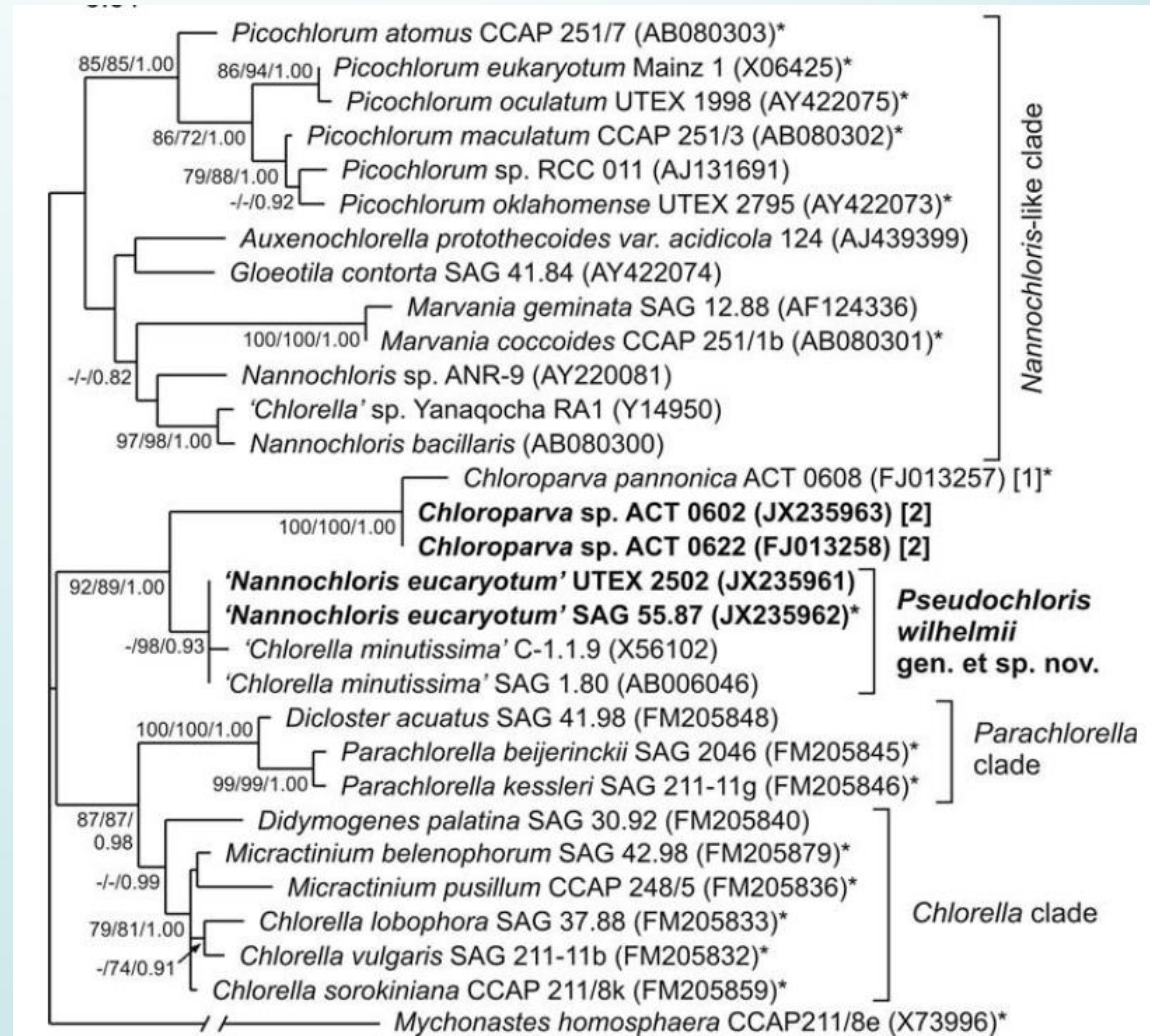 Picochlorum atomus CCAP 251/7 (AB080303)*
85/85/1.00
86/94/1.00
Picochlorum eukaryotum Mainz 1 (X06425)*
Picochlorum oculatum UTEX 1998 (AY422075)*
86/72/1.00
Picochlorum maculatum CCAP 251/3 (AB080302)*
79/88/1.00
Picochlorum sp. RCC 011 (AJ131691)
-/-/0.92
Picochlorum oklahomense UTEX 2795 (AY422073)*
Auxenochlorella protothecoides var. acidicola 124 (AJ439399)
Gloeotila contorta SAG 41.84 (AY422074)
Marvania geminata SAG 12.88 (AF124336)
100/100/1.00
Marvania coccoides CCAP 251/1b (AB080301)*
-/-/0.82
Nannochloris sp. ANR-9 (AY220081)
'Chlorella' sp. Yanaqocha RA1 (Y14950)
97/98/1.00
Nannochloris bacillaris (AB080300)
Nannochloris-like clade
Chloroparva pannonica ACT 0608 (FJ013257) [1]*
100/100/1.00
Chloroparva sp. ACT 0602 (JX235963) [2]
Chloroparva sp. ACT 0622 (FJ013258) [2]
92/89/1.00
'Nannochloris eucaryotum' UTEX 2502 (JX235961)
'Nannochloris eucaryotum' SAG 55.87 (JX235962)*
-/98/0.93
'Chlorella minutissima' C-1.1.9 (X56102)
'Chlorella minutissima' SAG 1.80 (AB006046)
Pseudochloris
wilhelmii
gen. et sp. nov.
Dicloster acuatus SAG 41.98 (FM205848)
100/100/1.00
Parachlorella beijerinckii SAG 2046 (FM205845)*
99/99/1.00
Parachlorella kessleri SAG 211-11g (FM205846)*
Parachlorella
clade
87/87/
0.98
Didymogenes palatina SAG 30.92 (FM205840)
Micractinium belenophorum SAG 42.98 (FM205879)*
-/-/0.99
Micractinium pusillum CCAP 248/5 (FM205836)*
79/81/1.00
Chlorella lobophora SAG 37.88 (FM205833)*
-/74/0.91
Chlorella vulgaris SAG 211-11b (FM205832)*
Chlorella sorokiniana CCAP 211/8k (FM205859)*
Chlorella clade
Mychonastes homosphaera CCAP211/8e (X73996)*